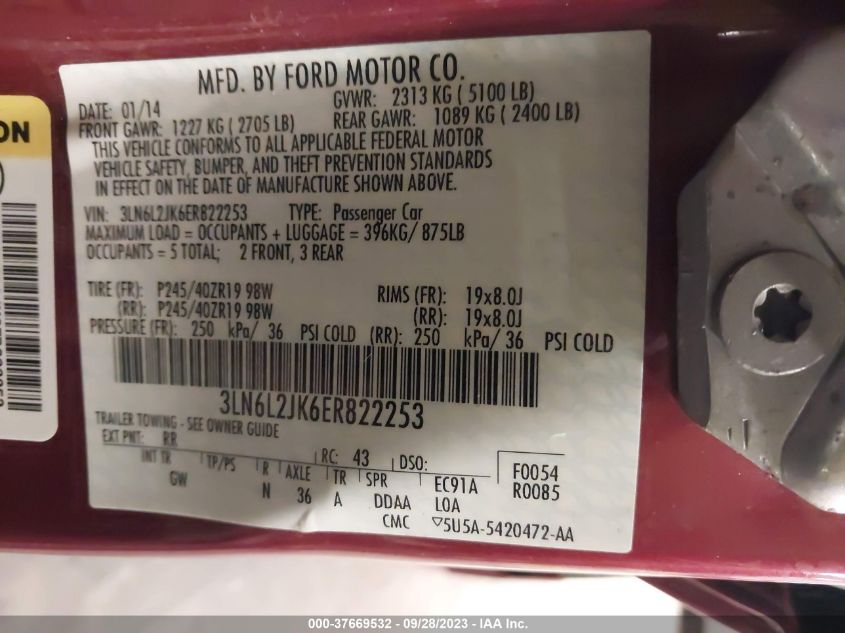 MFD. BY FORD MOTOR CO.
DATE: 01/14 GVWR: 2313 KG ( 5100 LB)
FRONT GAWR: 1227 KG ( 2705 LB) REAR GAWR: 1089 KG ( 2400 LB)
THIS VEHICLE CONFORMS TO ALL APPLICABLE FEDERAL MOTOR
VEHICLE SAFETY, BUMPER, AND THEFT PREVENTION STANDARDS
IN EFFECT ON THE DATE OF MANUFACTURE SHOWN ABOVE.
VIN: 3LN6L2JK6ER822253 TYPE: Passenger Car
MAXIMUM LOAD = OCCUPANTS + LUGGAGE = 396KG/ 875LB
OCCUPANTS = 5 TOTAL; 2 FRONT, 3 REAR
TIRE (FR): P245/40ZR19 98W RIMS (FR): 19x8.0J
(RR): P245/40ZR19 98W (RR): 19x8.0J
PRESSURE (FR): 250 kPa/ 36 PSI COLD (RR): 250 kPa/ 36 PSI COLD
3LN6L2JK6ER822253
TRAILER TOWING - SEE OWNER GUIDE
EXT PNT: RR RC: 43 DSO: F0054
INT TR TP/PS R AXLE TR SPR EC91A R0085
GW N 36 A DDAA LOA
CMC ▽5U5A-5420472-AA
ON
000-37669532 - 09/28/2023 - IAA Inc.